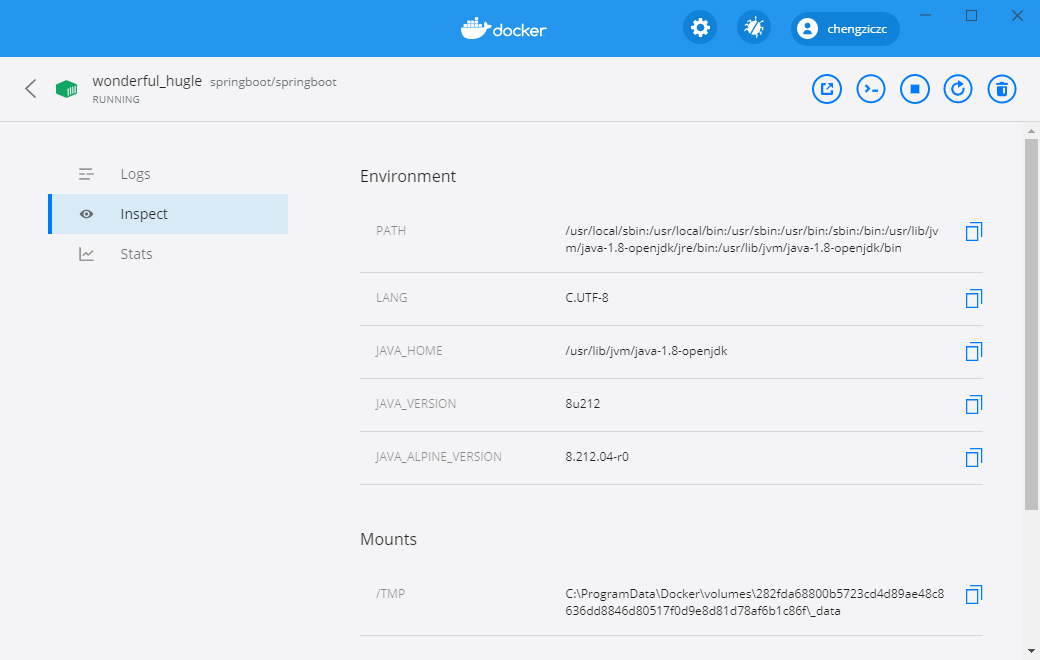 docker
chengziczc
wonderful_hugle springboot/springboot
RUNNING
Logs
Inspect
Stats
Environment
PATH
/usr/local/sbin:/usr/local/bin:/usr/sbin:/usr/bin:/sbin:/bin:/usr/lib/jv
m/java-1.8-openjdk/jre/bin:/usr/lib/jvm/java-1.8-openjdk/bin
LANG
C.UTF-8
JAVA_HOME
/usr/lib/jvm/java-1.8-openjdk
JAVA_VERSION
8u212
JAVA_ALPINE_VERSION
8.212.04-r0
Mounts
/TMP
C:\ProgramData\Docker\volumes\282fda68800b5723cd4d89ae48c8
636dd8846d80517f0d9e8d81d78af6b1c86f\_data